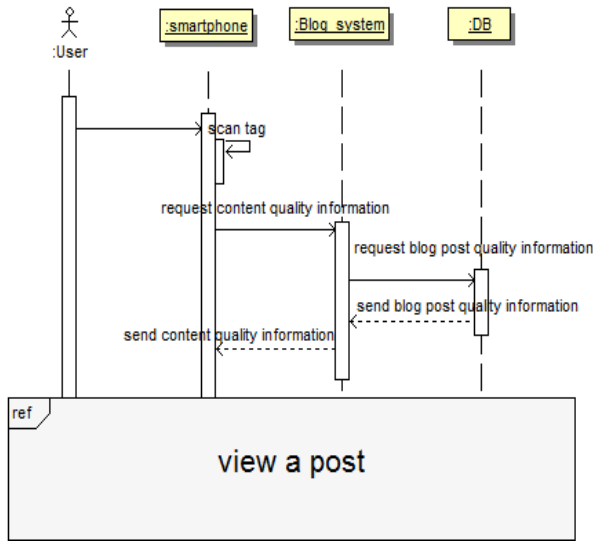 :User
:smartphone
:Blog_system
:DB
scan tag
request content quality information
request blog post quality information
send blog post quality information
send content quality information
ref
view a post